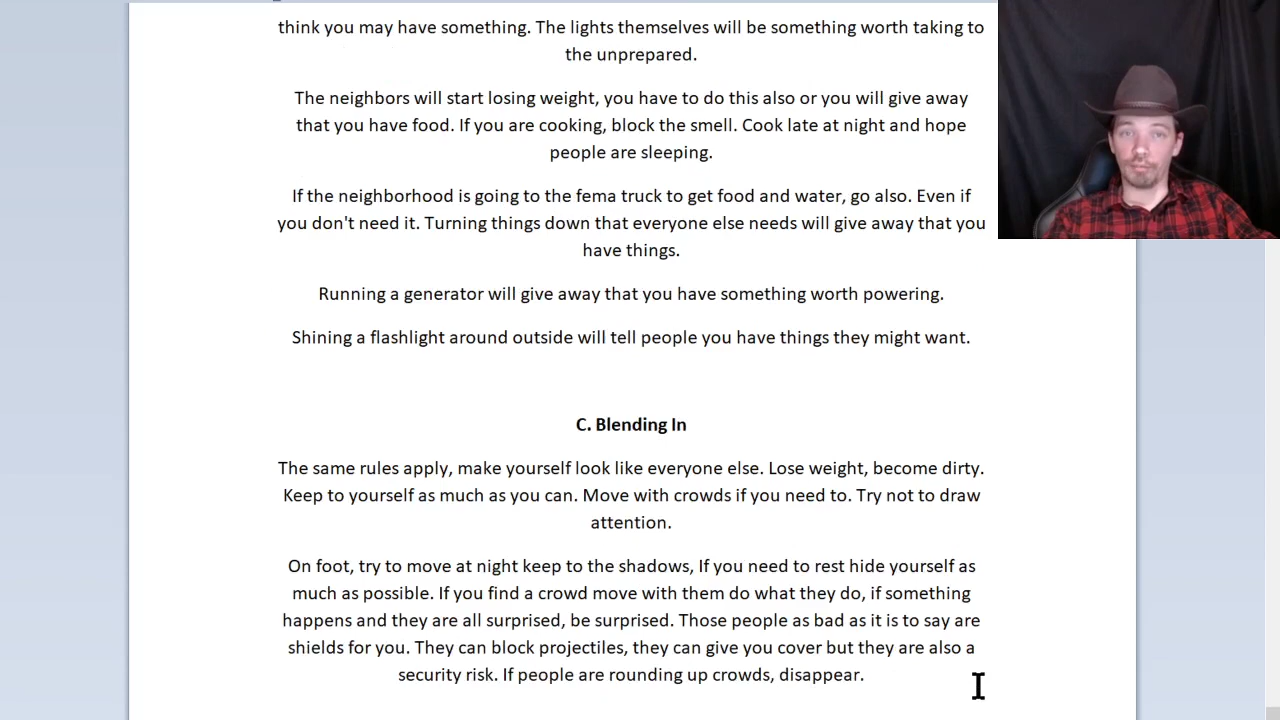 think you may have something. The lights themselves will be something worth taking to
the unprepared.
The neighbors will start losing weight, you have to do this also or you will give away
that you have food. If you are cooking, block the smell. Cook late at night and hope
people are sleeping.
If the neighborhood is going to the fema truck to get food and water, go also. Even if
you don't need it. Turning things down that everyone else needs will give away that you
have things.
Running a generator will give away that you have something worth powering.
Shining a flashlight around outside will tell people you have things they might want.
C. Blending In
The same rules apply, make yourself look like everyone else. Lose weight, become dirty.
Keep to yourself as much as you can. Move with crowds if you need to. Try not to draw
attention.
On foot, try to move at night keep to the shadows, If you need to rest hide yourself as
much as possible. If you find a crowd move with them do what they do, if something
happens and they are all surprised, be surprised. Those people as bad as it is to say are
shields for you. They can block projectiles, they can give you cover but they are also a
security risk. If people are rounding up crowds, disappear.